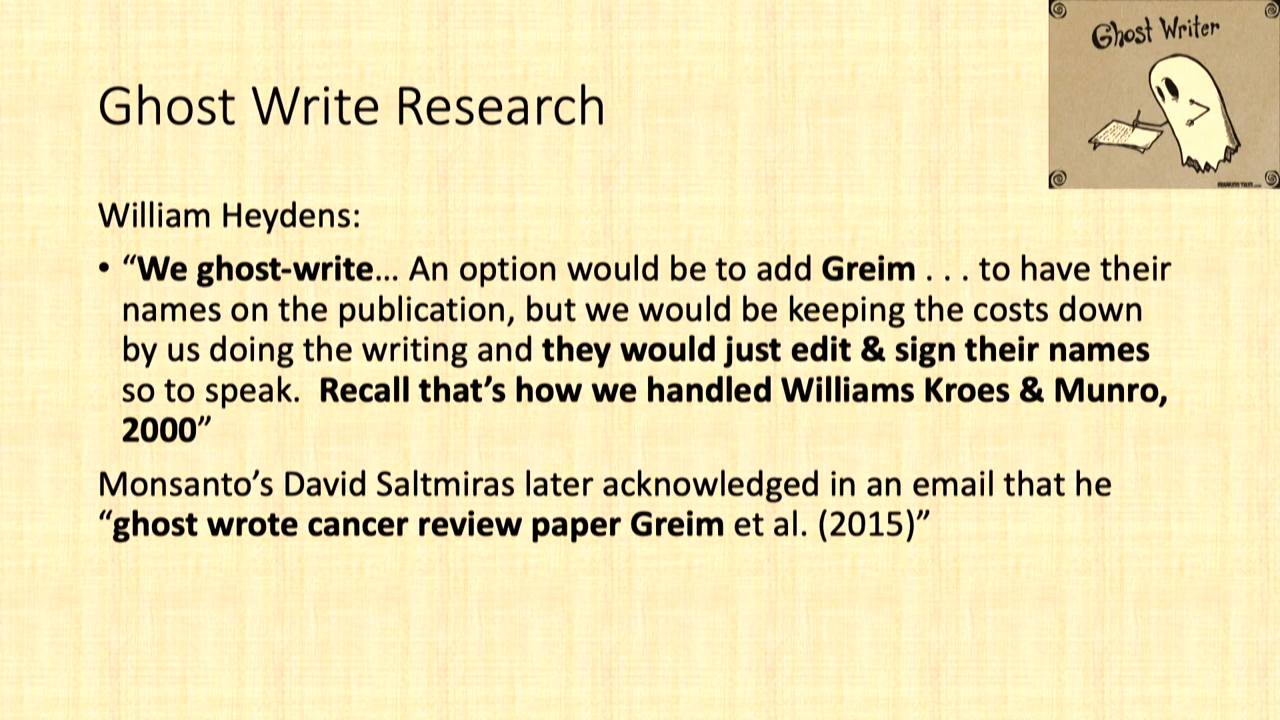 Ghost Writer
Ghost Write Research
William Heydens:
• “We ghost-write… An option would be to add Greim . . . to have their
names on the publication, but we would be keeping the costs down
by us doing the writing and they would just edit & sign their names
so to speak.  Recall that’s how we handled Williams Kroes & Munro,
2000”
Monsanto’s David Saltmiras later acknowledged in an email that he
“ghost wrote cancer review paper Greim et al. (2015)”